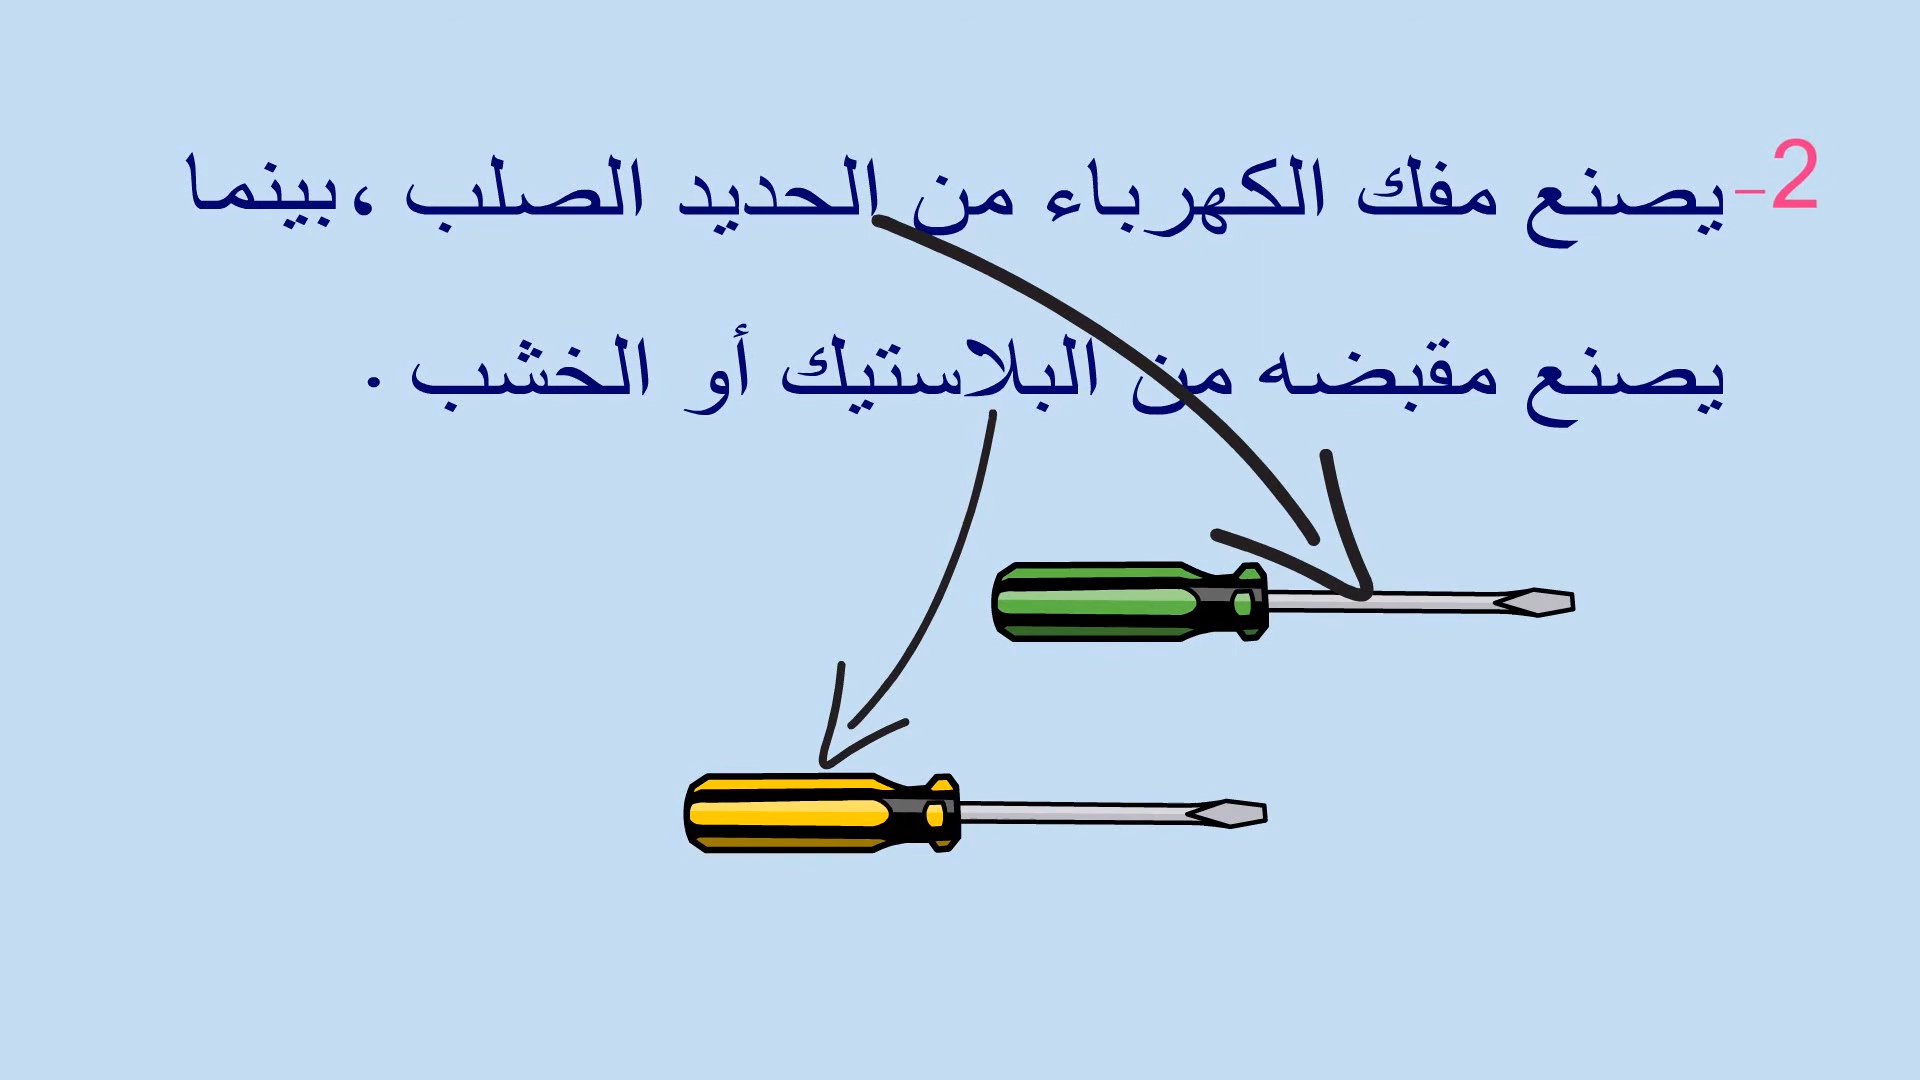 2- يصنع مفك الكهرباء من الحديد الصلب ، بينما
يصنع مقبضه من البلاستيك أو الخشب .